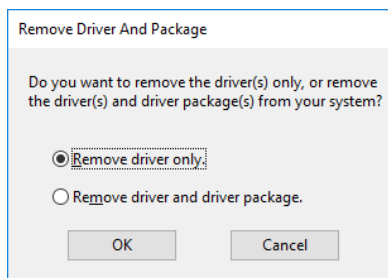 Remove Driver And Package
Do you want to remove the driver(s) only, or remove
the driver(s) and driver package(s) from your system?
Remove driver only.
Remove driver and driver package.
OK
Cancel